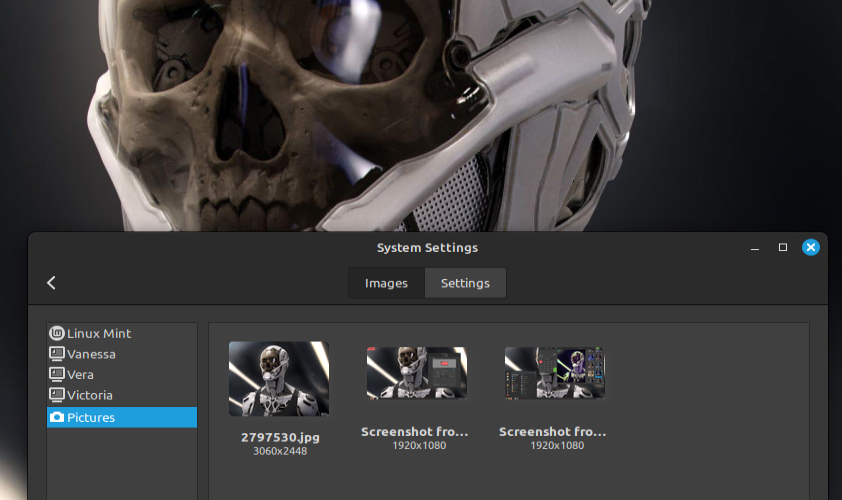 System Settings
Images
Settings
Linux Mint
Vanessa
Vera
Victoria
Pictures
2797530.jpg
3060x2448
Screenshot fro...
1920x1080
Screenshot fro...
1920x1080